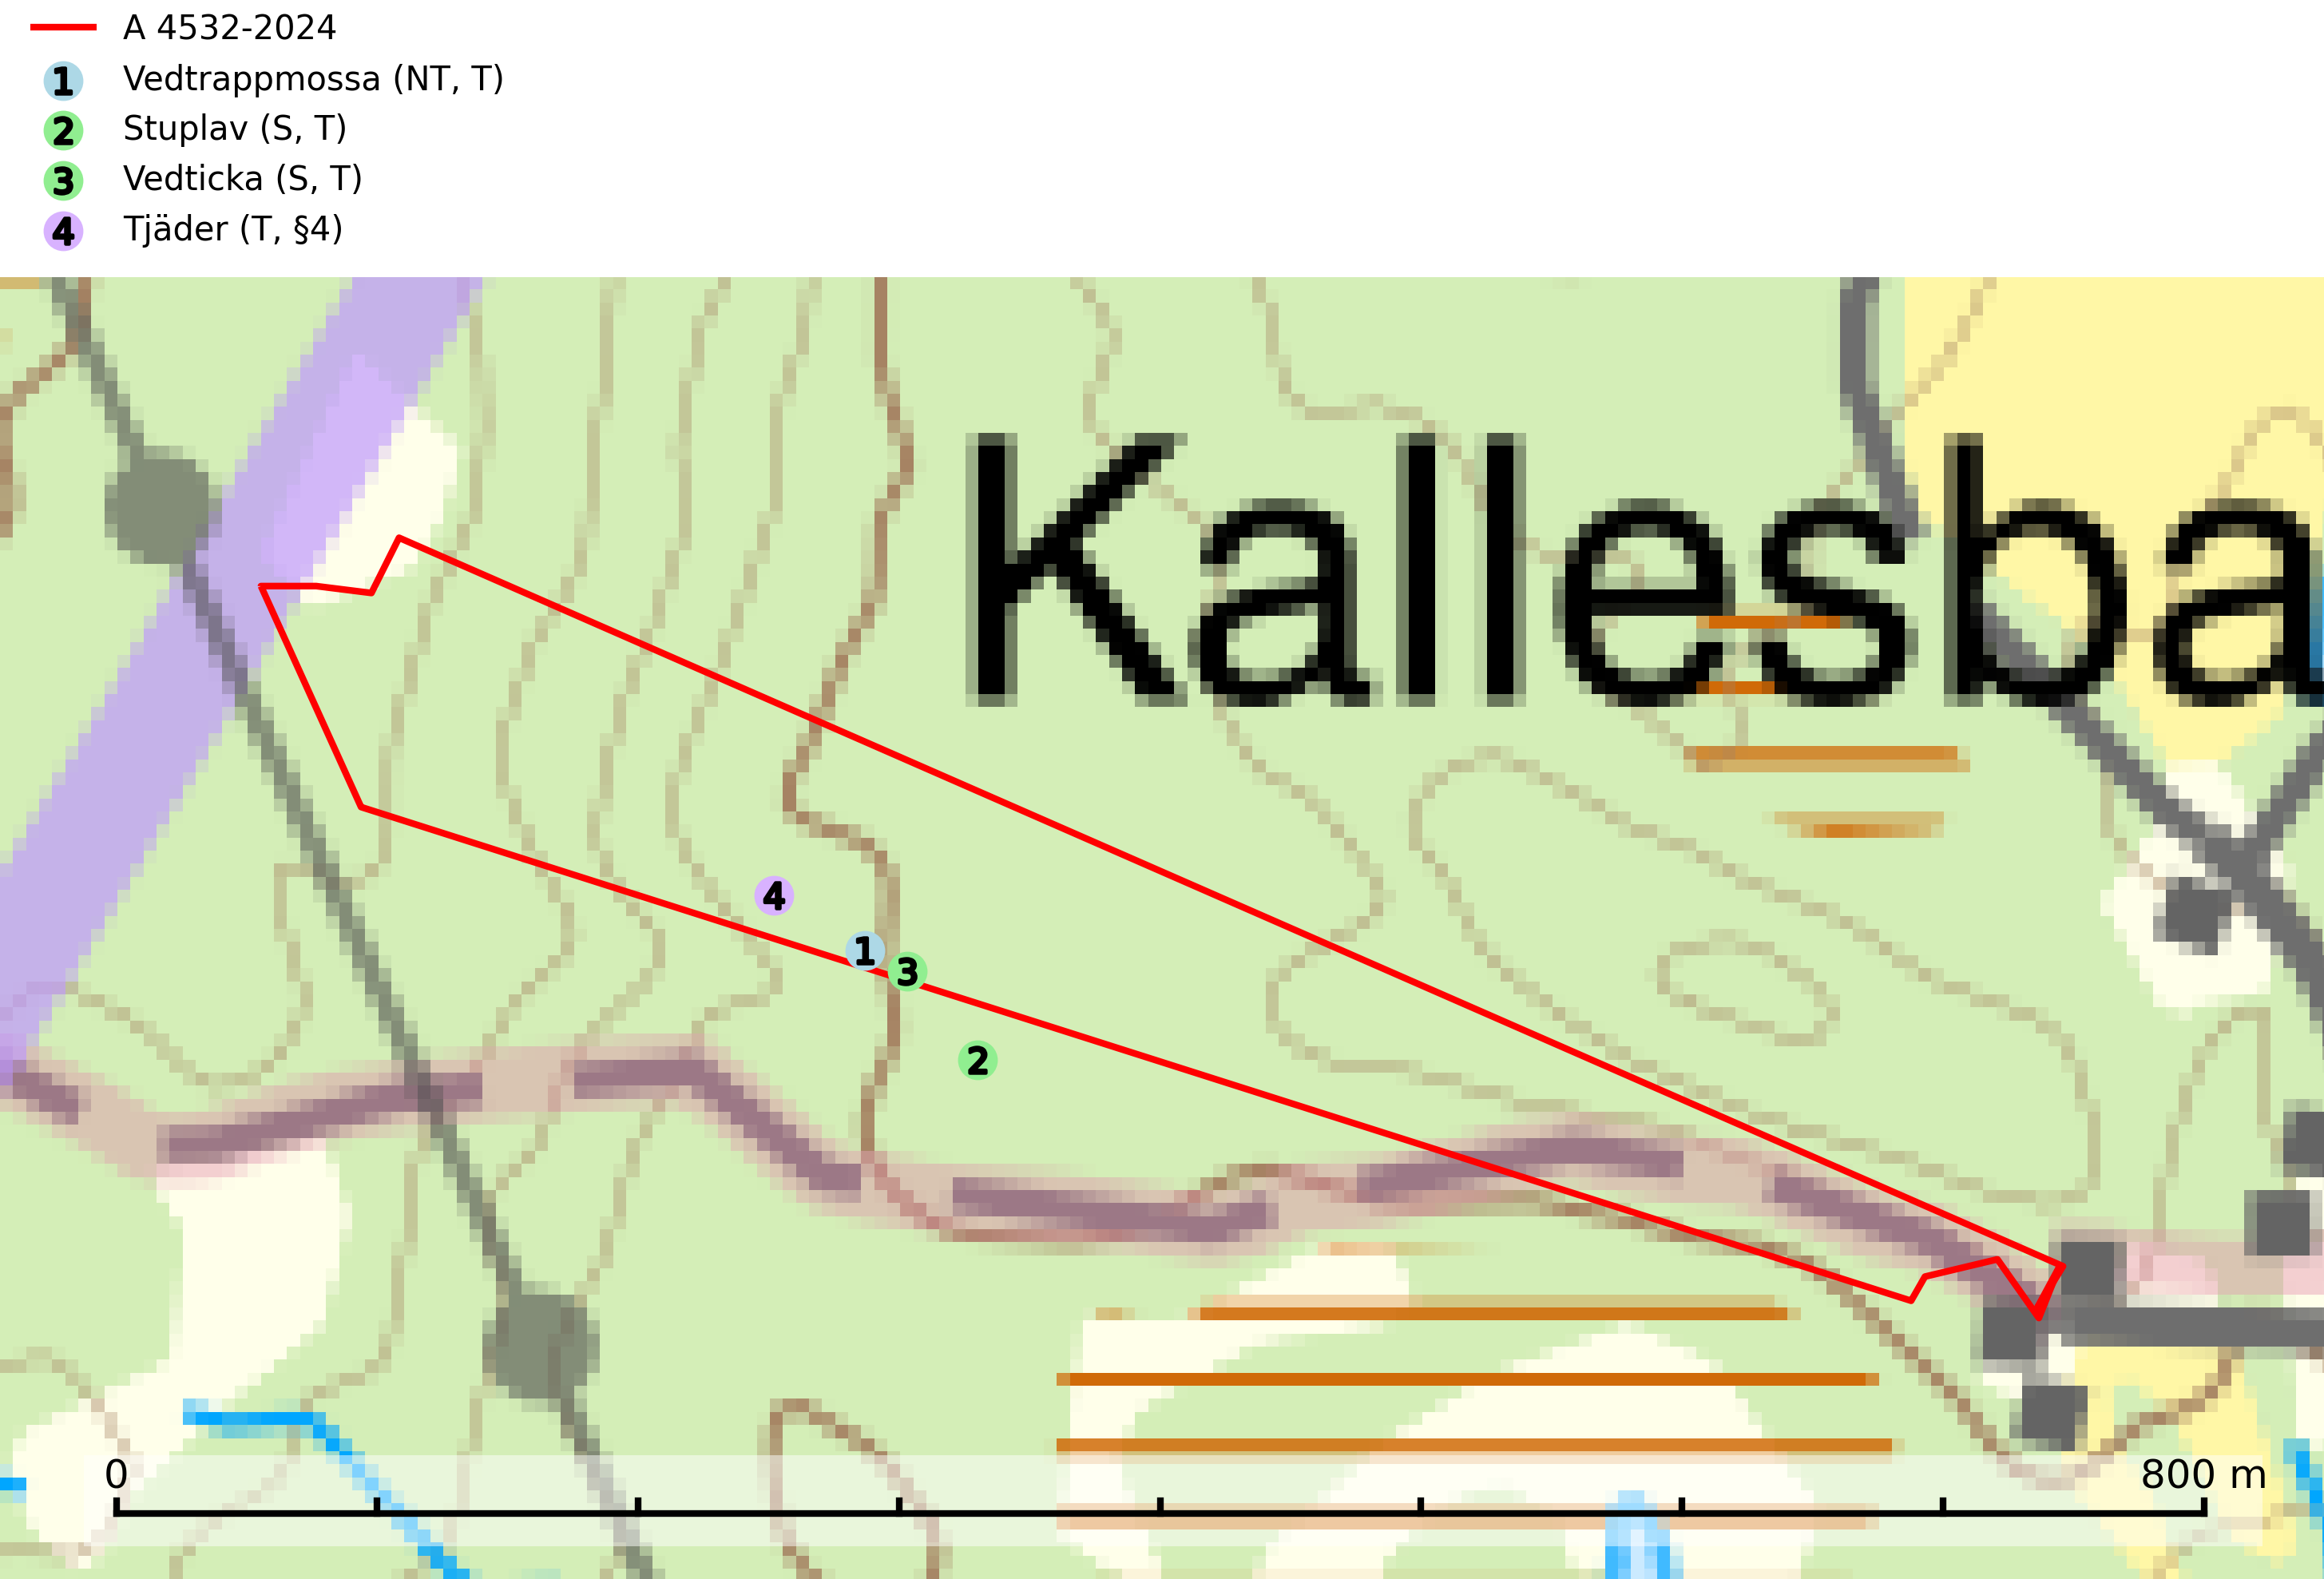 A 4532-2024
1 Vedtrappmossa (NT, T)
2 Stuplav (S, T)
3 Vedticka (S, T)
4 Tjäder (T, §4)
Kallesba
4
1
3
2
0 800 m